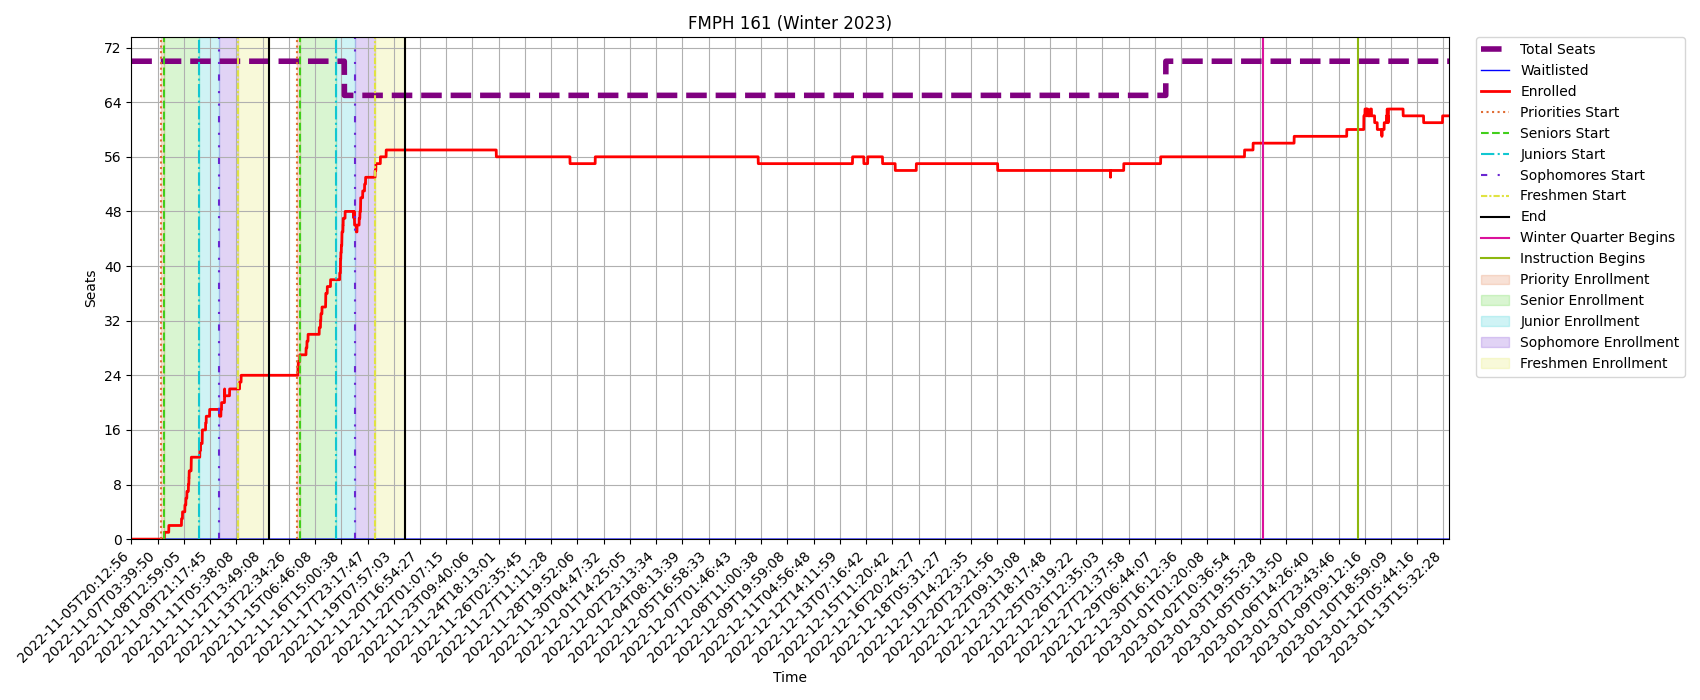 FMPH 161 (Winter 2023)
72
64
56
48
40
32
24
16
8
0
Seats
2022-11-05T20:12:56
2022-11-07T03:39:50
2022-11-08T12:59:05
2022-11-09T21:17:45
2022-11-11T05:38:08
2022-11-12T13:49:08
2022-11-13T22:34:26
2022-11-15T06:46:08
2022-11-16T15:00:38
2022-11-17T23:17:47
2022-11-19T07:57:03
2022-11-20T16:54:27
2022-11-22T01:07:15
2022-11-23T09:40:06
2022-11-24T18:13:01
2022-11-26T02:35:45
2022-11-27T11:11:28
2022-11-28T19:52:06
2022-11-30T04:47:32
2022-12-01T14:25:05
2022-12-02T23:13:34
2022-12-04T08:13:39
2022-12-05T16:58:33
2022-12-07T01:46:43
2022-12-08T11:00:38
2022-12-09T19:59:08
2022-12-11T04:56:48
2022-12-12T14:11:59
2022-12-13T07:16:42
2022-12-15T11:20:42
2022-12-16T20:24:27
2022-12-18T05:31:27
2022-12-19T14:22:35
2022-12-20T23:21:56
2022-12-22T09:13:08
2022-12-23T18:17:48
2022-12-25T03:19:22
2022-12-26T12:35:03
2022-12-27T21:37:58
2022-12-29T06:44:07
2022-12-30T16:12:36
2023-01-01T01:20:08
2023-01-02T10:36:54
2023-01-03T19:55:28
2023-01-05T05:13:50
2023-01-06T14:26:40
2023-01-07T23:43:46
2023-01-09T09:12:16
2023-01-10T18:59:09
2023-01-12T05:44:16
2023-01-13T15:32:28
Time
Total Seats
Waitlisted
Enrolled
Priorities Start
Seniors Start
Juniors Start
Sophomores Start
Freshmen Start
End
Winter Quarter Begins
Instruction Begins
Priority Enrollment
Senior Enrollment
Junior Enrollment
Sophomore Enrollment
Freshmen Enrollment